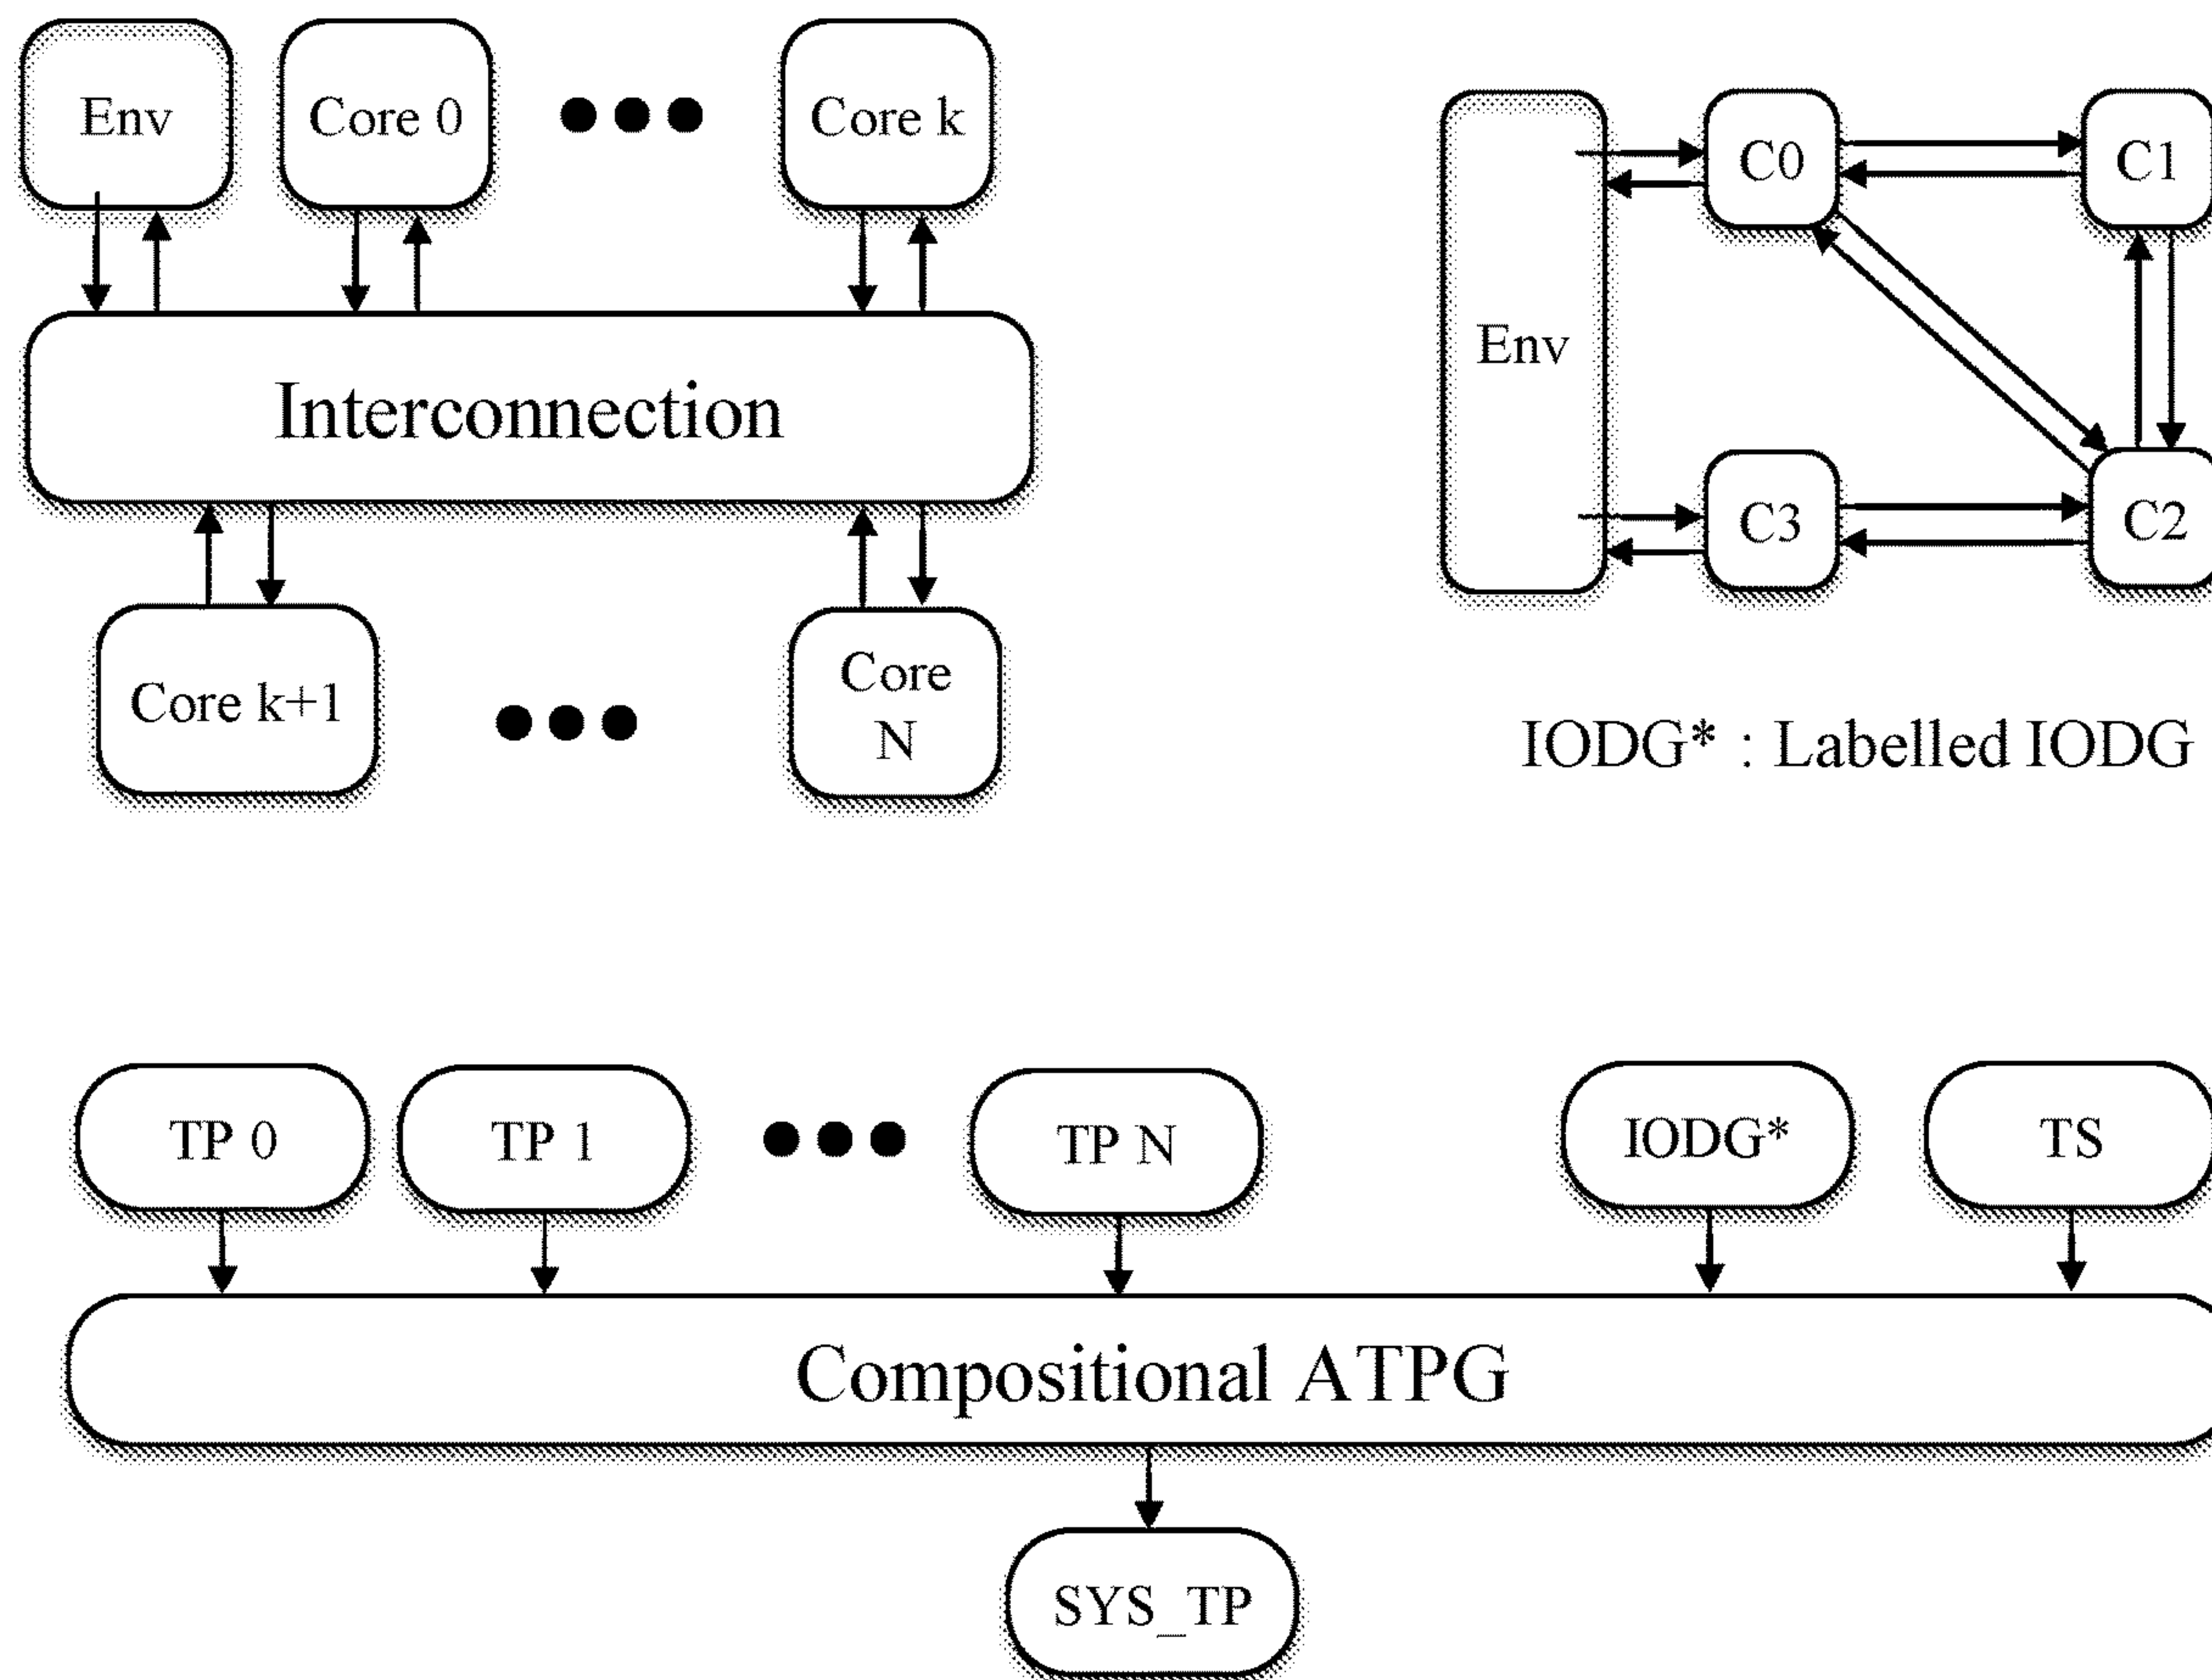 Env
Core 0
Core k
Interconnection
Core k+1
Core
N
C0
C1
Env
C3
C2
IODG* : Labelled IODG
TP 0
TP 1
TP N
IODG*
TS
Compositional ATPG
SYS_TP